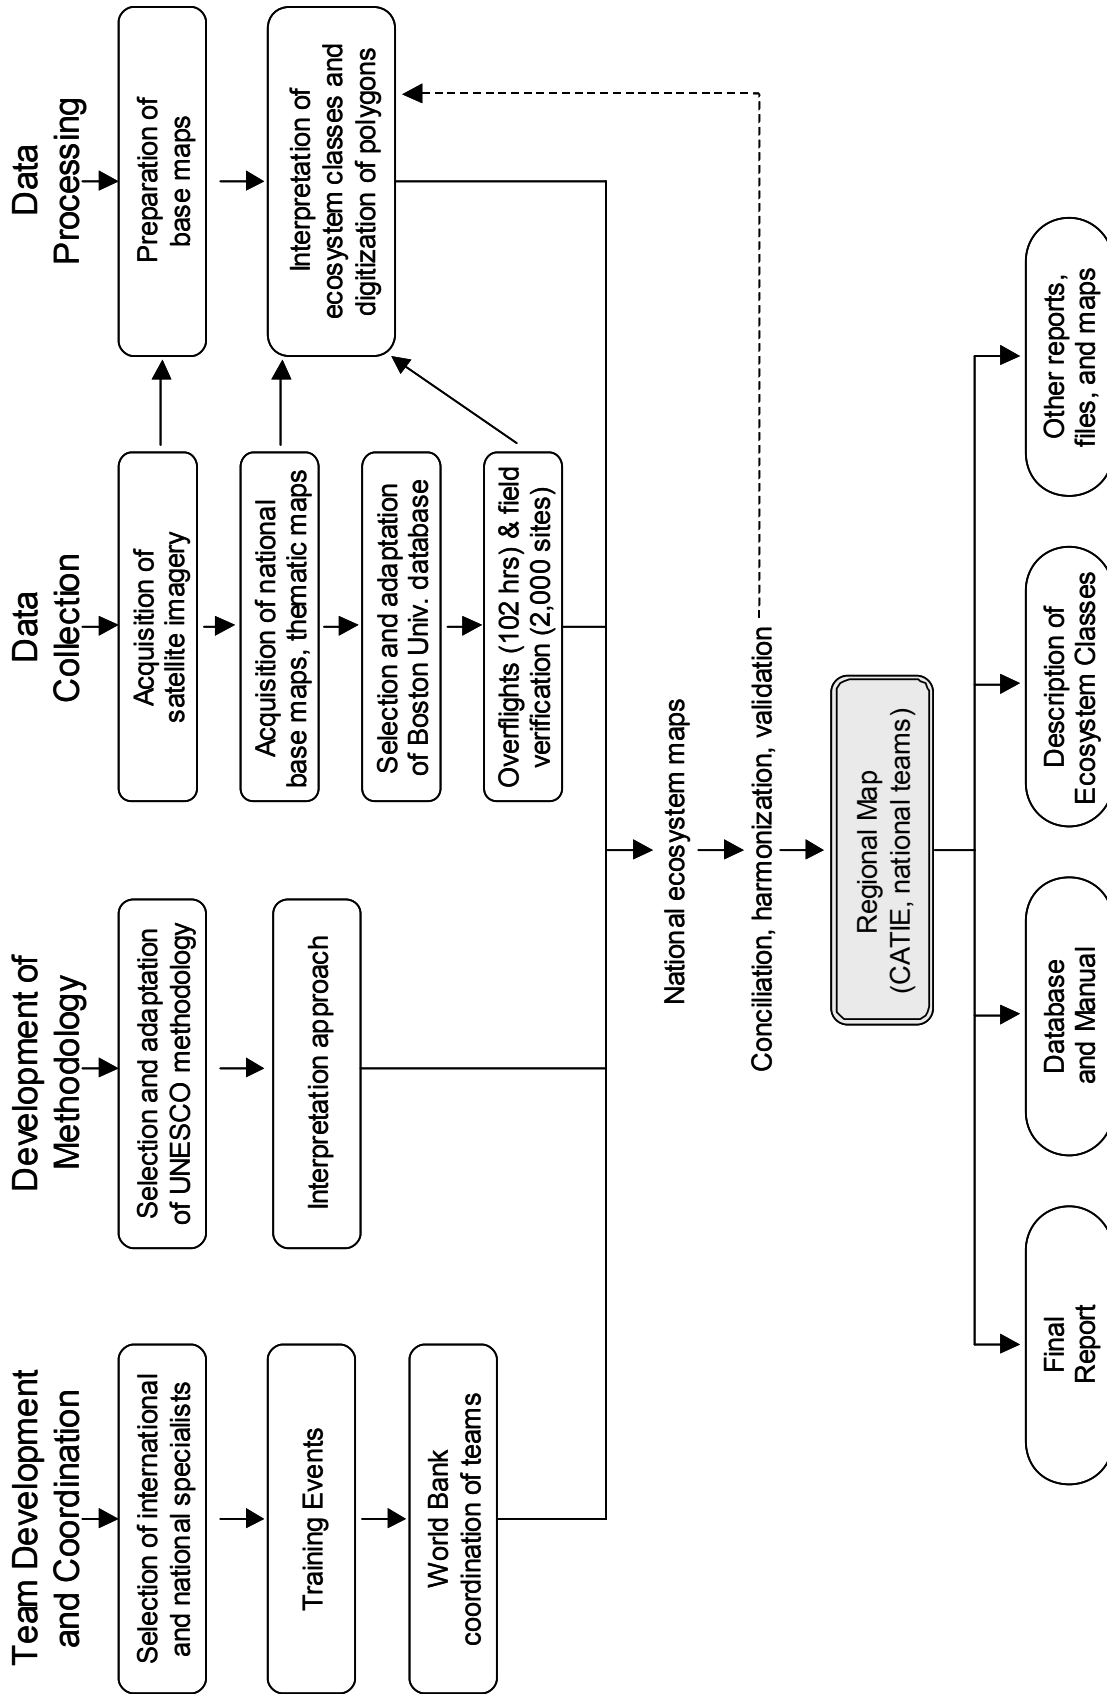 Team Development
and Coordination
Selection of international
and national specialists
Training Events
World Bank
coordination of teams
Development of
Methodology
Selection and adaptation
of UNESCO methodology
Interpretation approach
Data
Collection
Acquisition of
satellite imagery
Acquisition of national
base maps, thematic maps
Selection and adaptation
of Boston Univ. database
Overflights (102 hrs) & field
verification (2,000 sites)
Data
Processing
Preparation of
base maps
Interpretation of
ecosystem classes and
digitization of polygons
National ecosystem maps
Conciliation, harmonization, validation
Regional Map
(CATIE, national teams)
Final
Report
Database
and Manual
Description of
Ecosystem Classes
Other reports,
files, and maps